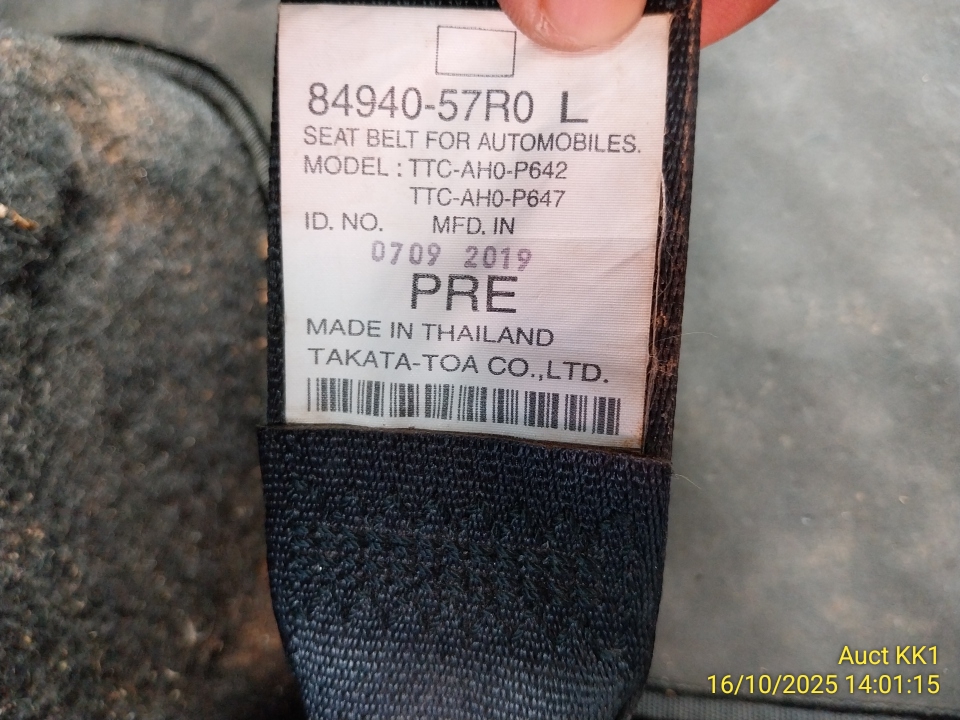 84940-57R0 L
SEAT BELT FOR AUTOMOBILES.
MODEL : TTC-AH0-P642
TTC-AH0-P647
ID. NO. MFD. IN
0709 2019
PRE
MADE IN THAILAND
TAKATA-TOA CO.,LTD.
Auct KK1
16/10/2025 14:01:15